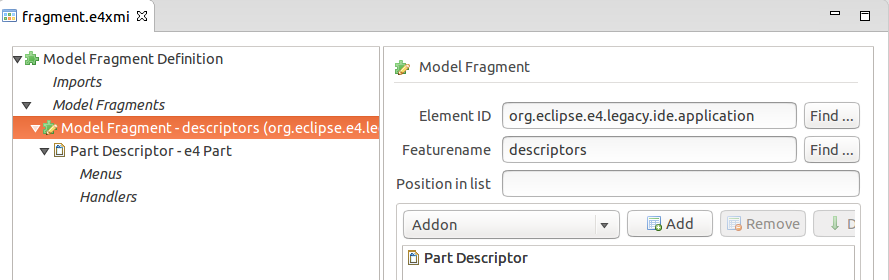 fragment.e4xmi
Model Fragment Definition
Imports
Model Fragments
Model Fragment - descriptors (org.eclipse.e4.le
Part Descriptor - e4 Part
Menus
Handlers
Model Fragment
Element ID org.eclipse.e4.legacy.ide.application Find ...
Featurename descriptors Find ...
Position in list
Addon Add Remove D
Part Descriptor